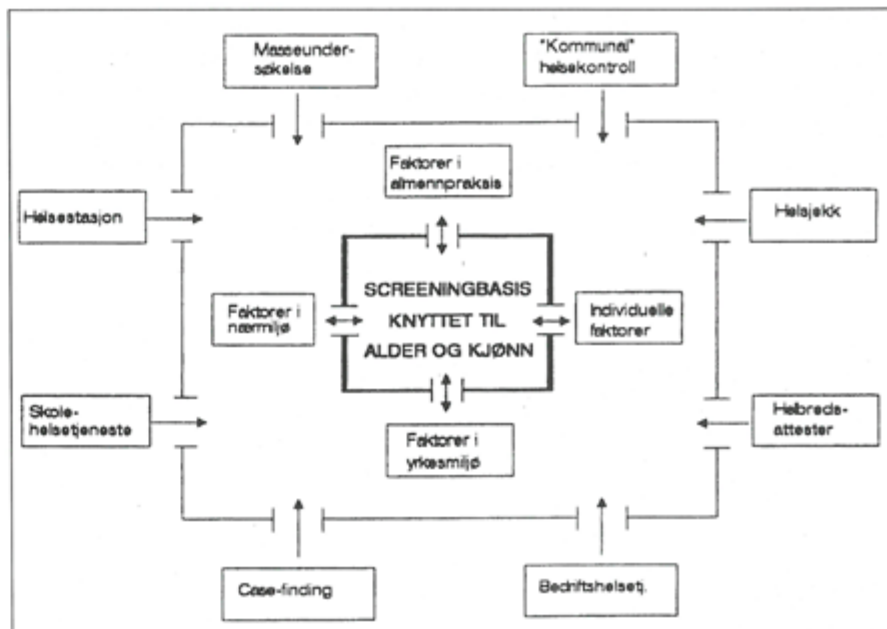 Masseunder-
søkelse
"Kommunal"
helsekontroll
Faktorer i
almennpraksis
Helsestasjon
Helsjekk
SCREENINGBASIS
KNYTTET TIL
ALDER OG KJØNN
Faktorer i
nærmiljø
Individuelle
faktorer
Skole-
helsetjeneste
Faktorer i
yrkesmiljø
Helbreds-
attester
Case-finding
Bedriftshelsetj.